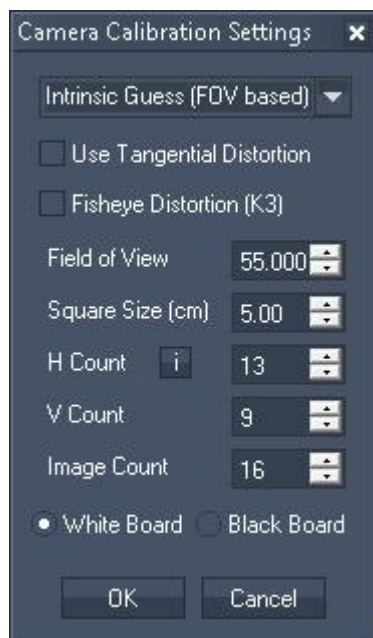 Camera Calibration Settings
Intrinsic Guess (FOV based)
Use Tangential Distortion
Fisheye Distortion (K3)
Field of View 55.000
Square Size (cm) 5.00
H Count i 13
V Count 9
Image Count 16
White Board Black Board
OK Cancel